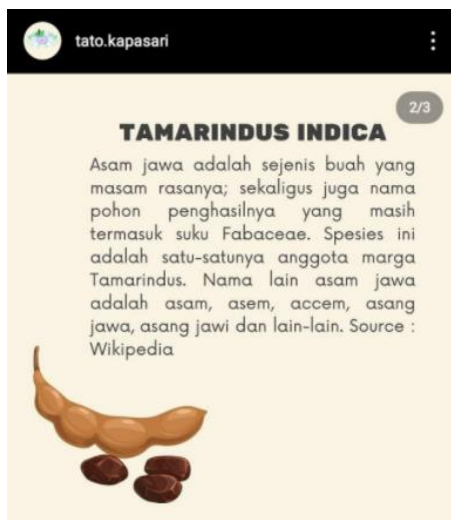 tato.kapasari
2/3
TAMARINDUS INDICA
Asam jawa adalah sejenis buah yang
masam rasanya; sekaligus juga nama
pohon penghasilnya yang masih
termasuk suku Fabaceae. Spesies ini
adalah satu-satunya anggota marga
Tamarindus. Nama lain asam jawa
adalah asam, asem, accem, asang
jawa, asang jawi dan lain-lain. Source :
Wikipedia